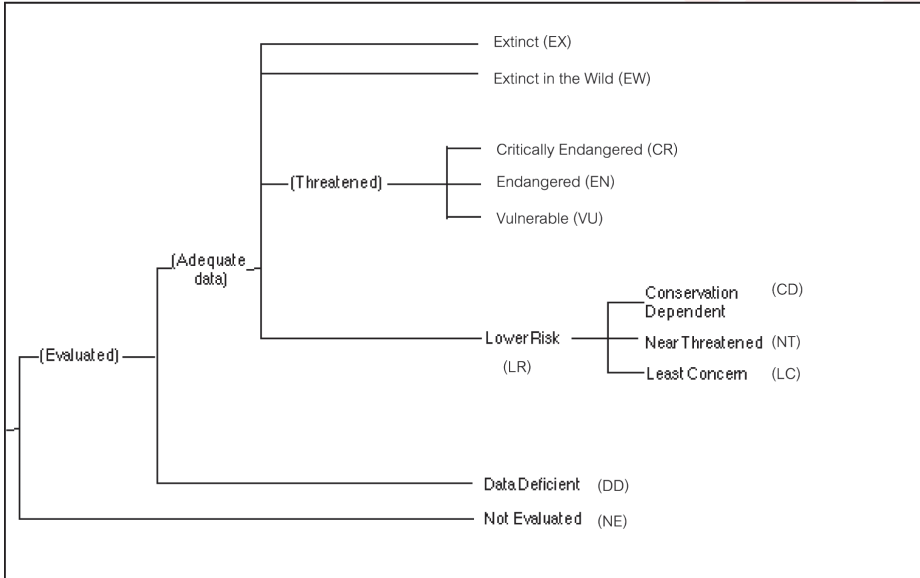 Extinct (EX)
Extinct in the Wild (EW)
Critically Endangered (CR)
(Threatened)
Endangered (EN)
Vulnerable (VU)
(Adequate
data)
Conservation (CD)
Dependent
Lower Risk
(LR)
Near Threatened (NT)
Least Concern (LC)
(Evaluated)
Data Deficient (DD)
Not Evaluated (NE)